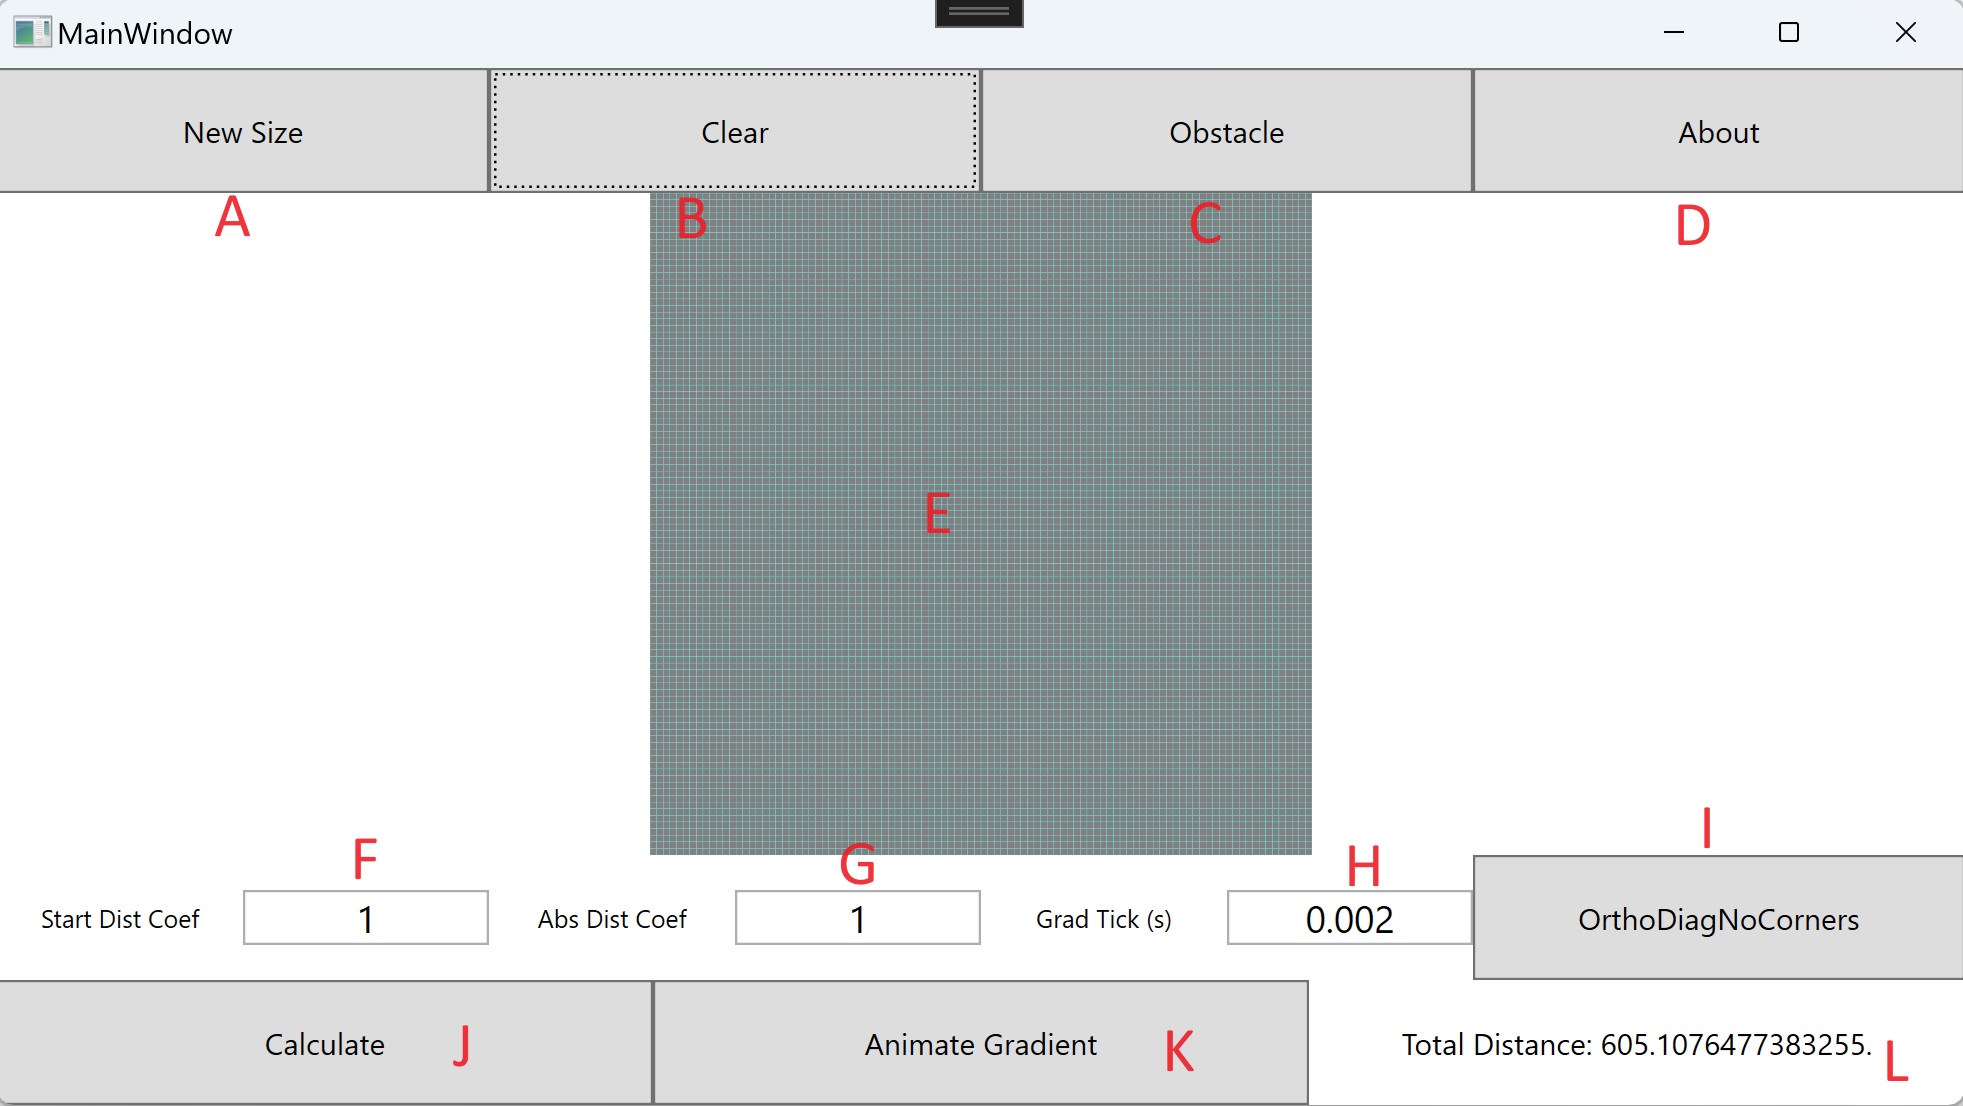 MainWindow
New Size
Clear
Obstacle
About
A
B
C
D
E
F
G
H
I
Start Dist Coef
1
Abs Dist Coef
1
Grad Tick (s)
0.002
OrthoDiagNoCorners
Calculate
J
Animate Gradient
K
Total Distance: 605.1076477383255.
L